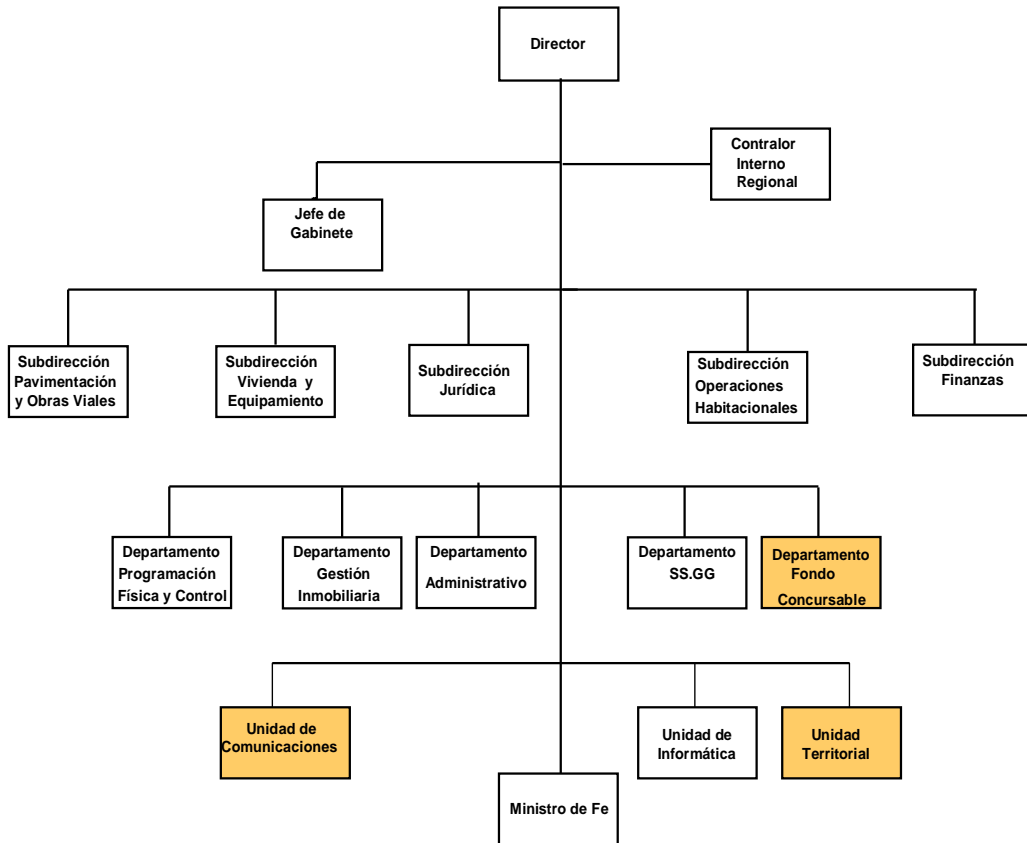 Director
Contralor
Interno
Regional
Jefe de
Gabinete
Subdirección
Pavimentación
y Obras Viales
Subdirección
Vivienda y
Equipamiento
Subdirección
Jurídica
Subdirección
Operaciones
Habitacionales
Subdirección
Finanzas
Departamento
Programación
Física y Control
Departamento
Gestión
Inmobiliaria
Departamento
Administrativo
Departamento
SS.GG
Departamento
Fondo
Concursable
Unidad de
Comunicaciones
Unidad de
Informática
Unidad
Territorial
Ministro de Fe